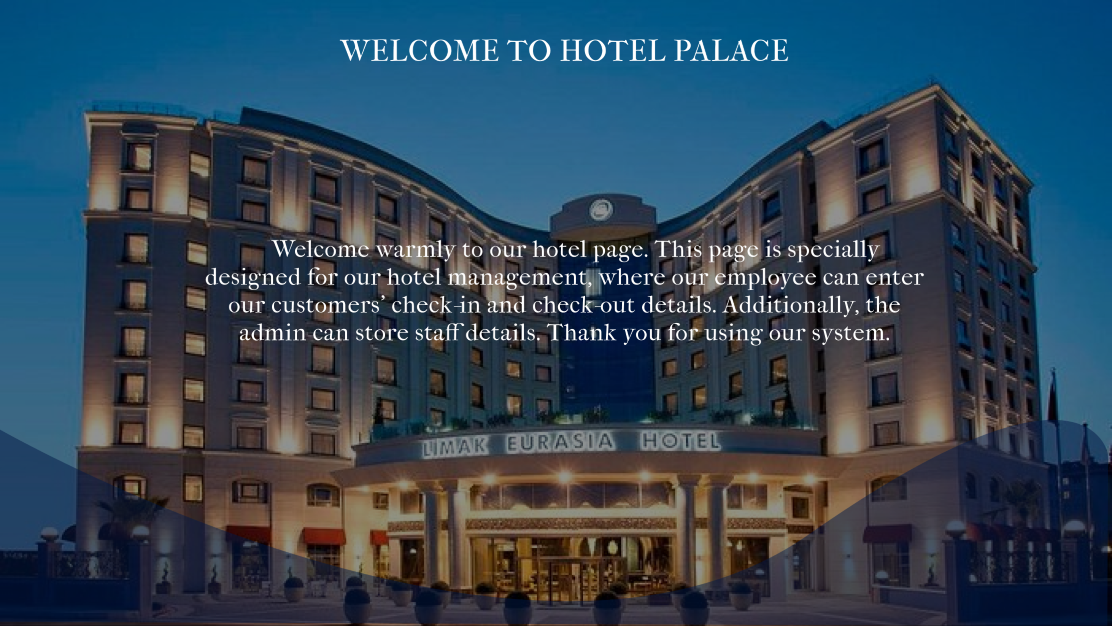 WELCOME TO HOTEL PALACE
Welcome warmly to our hotel page. This page is specially
designed for our hotel management, where our employee can enter
our customers’ check-in and check-out details. Additionally, the
admin can store staff details. Thank you for using our system.
LIMAK EURASIA HOTEL